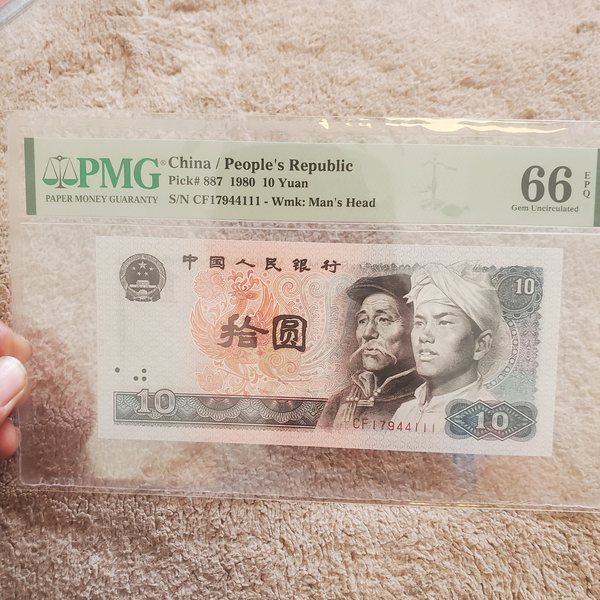 PMG® China / People's Republic
Pick# 887 1980 10 Yuan
PAPER MONEY GUARANTY S/N CF17944111 - Wmk: Man's Head
66 EPQ
Gem Uncirculated
中国人民银行
10
拾圆
10
CF17944111
10